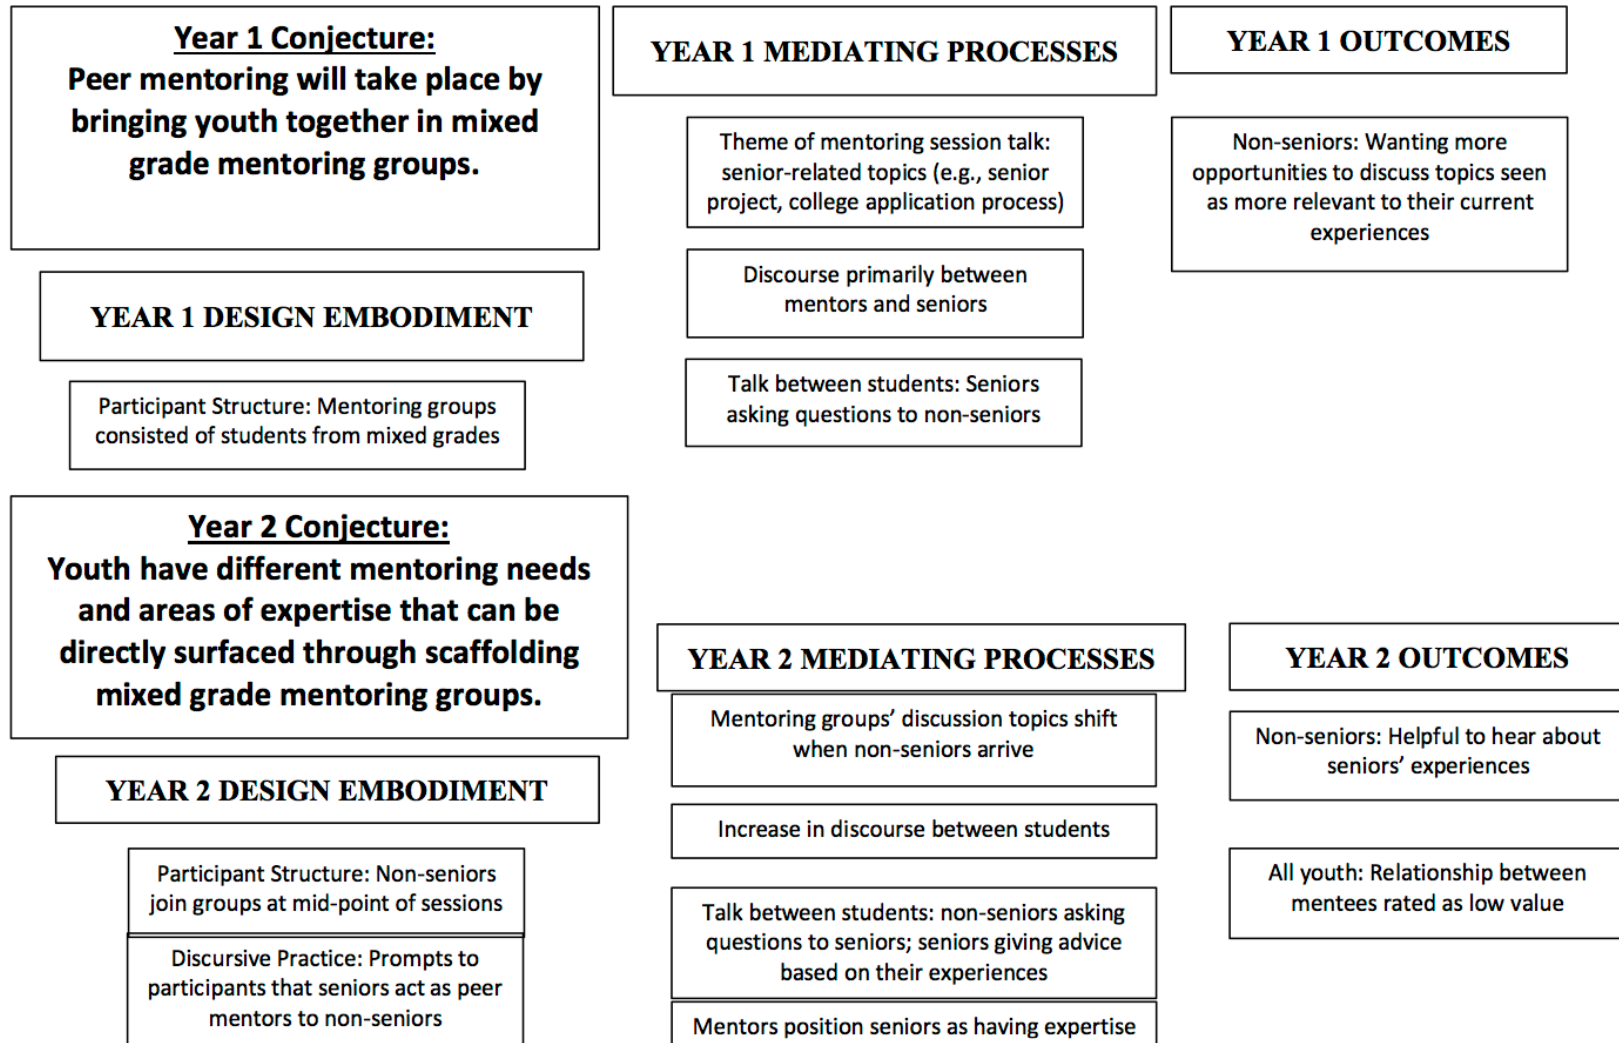 Year 1 Conjecture:
Peer mentoring will take place by
bringing youth together in mixed
grade mentoring groups.
YEAR 1 DESIGN EMBODIMENT
Participant Structure: Mentoring groups
consisted of students from mixed grades
YEAR 1 MEDIATING PROCESSES
Theme of mentoring session talk:
senior-related topics (e.g., senior
project, college application process)
Discourse primarily between
mentors and seniors
Talk between students: Seniors
asking questions to non-seniors
YEAR 1 OUTCOMES
Non-seniors: Wanting more
opportunities to discuss topics seen
as more relevant to their current
experiences
Year 2 Conjecture:
Youth have different mentoring needs
and areas of expertise that can be
directly surfaced through scaffolding
mixed grade mentoring groups.
YEAR 2 DESIGN EMBODIMENT
Participant Structure: Non-seniors
join groups at mid-point of sessions
Discursive Practice: Prompts to
participants that seniors act as peer
mentors to non-seniors
YEAR 2 MEDIATING PROCESSES
Mentoring groups’ discussion topics shift
when non-seniors arrive
Increase in discourse between students
Talk between students: non-seniors asking
questions to seniors; seniors giving advice
based on their experiences
Mentors position seniors as having expertise
YEAR 2 OUTCOMES
Non-seniors: Helpful to hear about
seniors’ experiences
All youth: Relationship between
mentees rated as low value